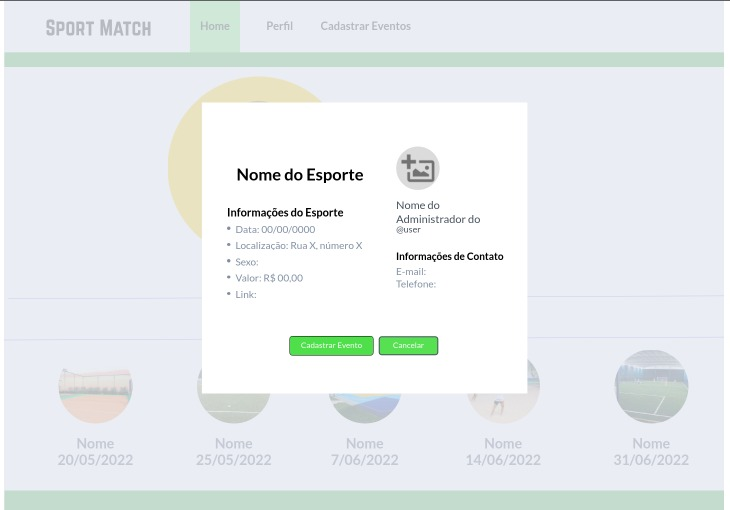 SPORT MATCH
Home
Perfil
Cadastrar Eventos
Nome do Esporte
Informações do Esporte
Data: 00/00/0000
Localização: Rua X, número X
Sexo:
Valor: R$ 00,00
Link:
Nome do
Administrador do
@user
Informações de Contato
E-mail:
Telefone:
Cadastrar Evento
Cancelar
Nome
20/05/2022
Nome
25/05/2022
Nome
7/06/2022
Nome
14/06/2022
Nome
31/06/2022